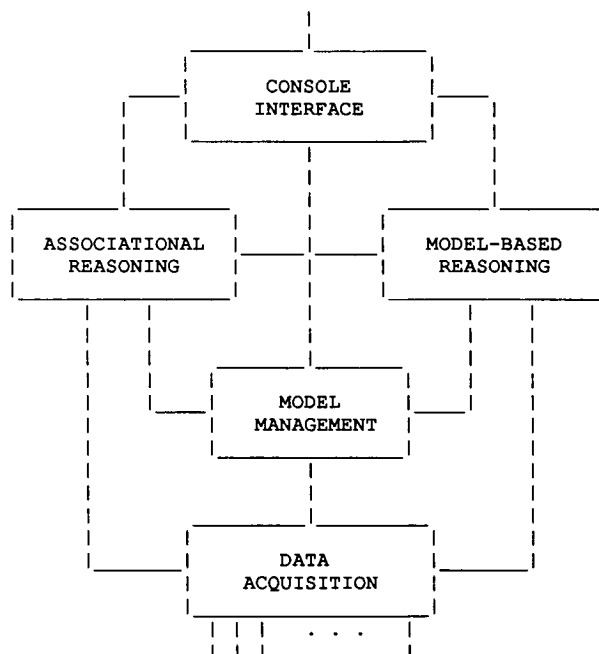 CONSOLE
INTERFACE
ASSOCIATIONAL
REASONING
MODEL-BASED
REASONING
MODEL
MANAGEMENT
DATA
ACQUISITION
. . .